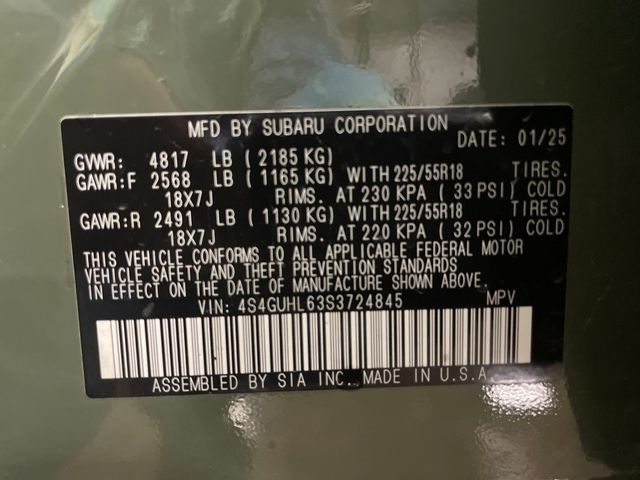 MFD BY SUBARU CORPORATION DATE: 01/25
GVWR: 4817 LB (2185 KG)
GAWR:F 2568 LB (1165 KG) WITH 225/55R18 TIRES.
18X7J RIMS. AT 230 KPA (33 PSI) COLD
GAWR:R 2491 LB (1130 KG) WITH 225/55R18 TIRES.
18X7J RIMS. AT 220 KPA (32 PSI) COLD
THIS VEHICLE CONFORMS TO ALL APPLICABLE FEDERAL MOTOR
VEHICLE SAFETY AND THEFT PREVENTION STANDARDS
IN EFFECT ON THE DATE OF MANUFACTURE SHOWN ABOVE.
VIN: 4S4GUHL63S3724845 MPV
ASSEMBLED BY SIA INC. MADE IN U.S.A.